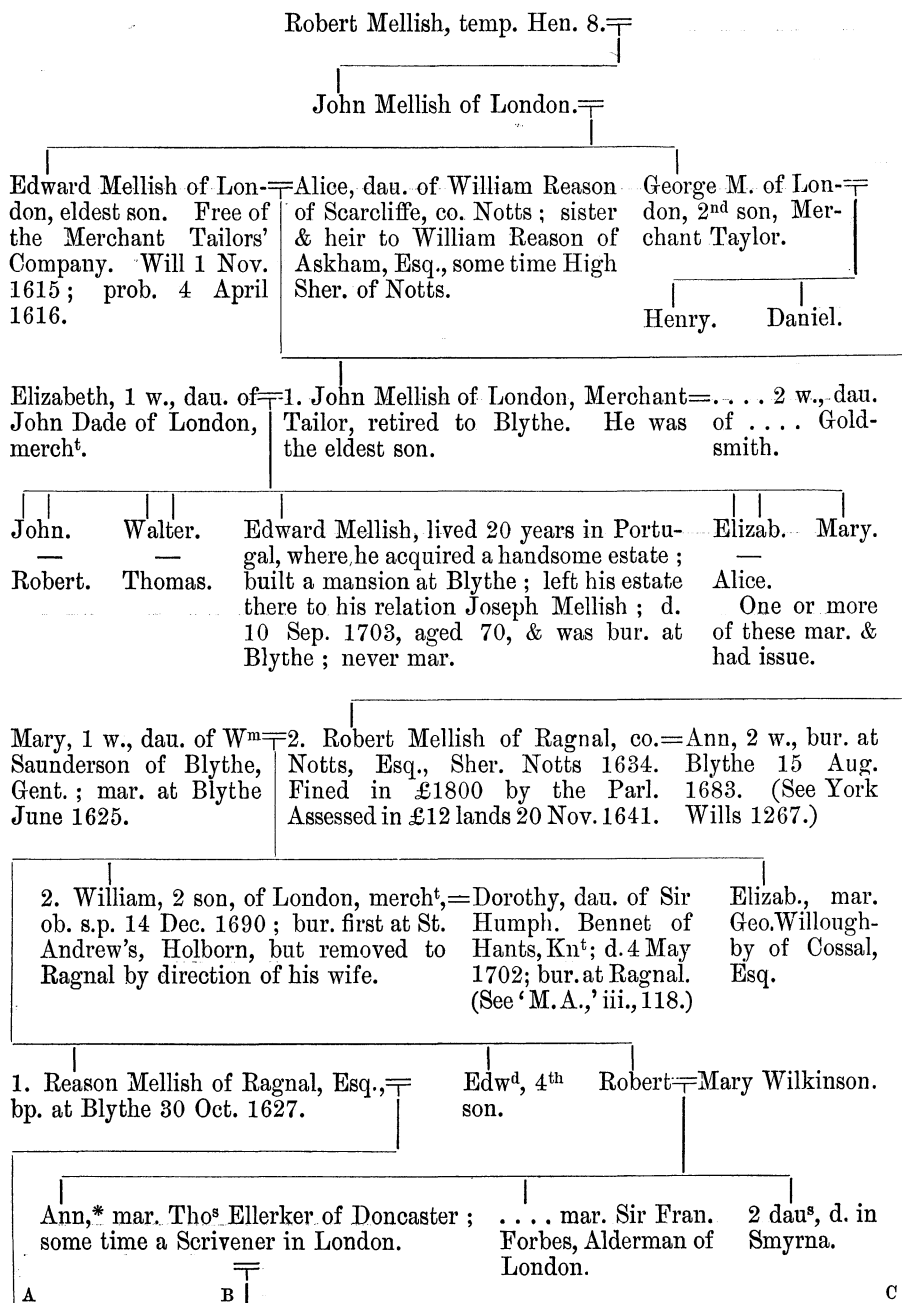 Robert Mellish, temp. Hen. 8.
John Mellish of London.
Edward Mellish of Lon-
don, eldest son. Free of
the Merchant Tailors'
Company. Will 1 Nov.
1615 ; prob. 4 April
1616.
Alice, dau. of William Reason
of Scarcliffe, co. Notts ; sister
& heir to William Reason of
Askham, Esq., some time High
Sher. of Notts.
George M. of Lon-
don, 2nd son, Mer-
chant Taylor.
Henry. Daniel.
Elizabeth, 1 w., dau. of
John Dade of London,
mercht.
1. John Mellish of London, Merchant
Tailor, retired to Blythe. He was
the eldest son.
. . . . 2 w., dau.
of . . . . Gold-
smith.
John.
—
Robert.
Walter.
—
Thomas.
Edward Mellish, lived 20 years in Portu-
gal, where he acquired a handsome estate ;
built a mansion at Blythe ; left his estate
there to his relation Joseph Mellish ; d.
10 Sep. 1703, aged 70, & was bur. at
Blythe ; never mar.
Elizab. Mary.
—
Alice.
One or more
of these mar. &
had issue.
Mary, 1 w., dau. of Wm
Saunderson of Blythe,
Gent. ; mar. at Blythe
June 1625.
2. Robert Mellish of Ragnal, co.
Notts, Esq., Sher. Notts 1634.
Fined in £1800 by the Parl.
Assessed in £12 lands 20 Nov. 1641.
Ann, 2 w., bur. at
Blythe 15 Aug.
1683. (See York
Wills 1267.)
2. William, 2 son, of London, mercht,
ob. s.p. 14 Dec. 1690 ; bur. first at St.
Andrew's, Holborn, but removed to
Ragnal by direction of his wife.
Dorothy, dau. of Sir
Humph. Bennet of
Hants, Knt; d. 4 May
1702; bur. at Ragnal.
(See ‘ M. A.,’ iii., 118.)
Elizab., mar.
Geo. Willough-
by of Cossal,
Esq.
1. Reason Mellish of Ragnal, Esq.,
bp. at Blythe 30 Oct. 1627.
Edwd, 4th
son.
Robert Mary Wilkinson.
Ann,* mar. Thos Ellerker of Doncaster ;
some time a Scrivener in London.
. . . . mar. Sir Fran.
Forbes, Alderman of
London.
2 daus, d. in
Smyrna.
A B C